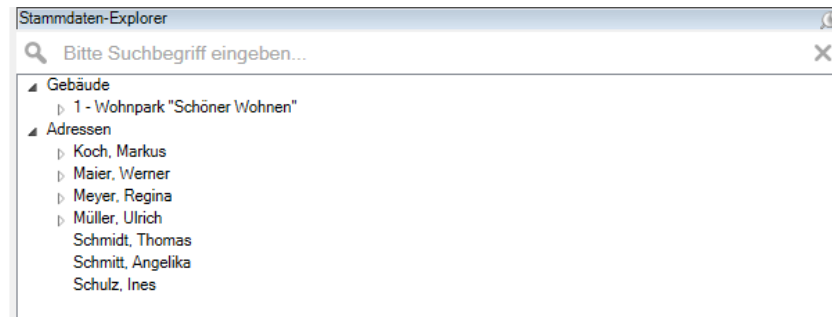 Stammdaten-Explorer
Bitte Suchbegriff eingeben...
Gebäude
1 - Wohnpark "Schöner Wohnen"
Adressen
Koch, Markus
Maier, Werner
Meyer, Regina
Müller, Ulrich
Schmidt, Thomas
Schmitt, Angelika
Schulz, Ines